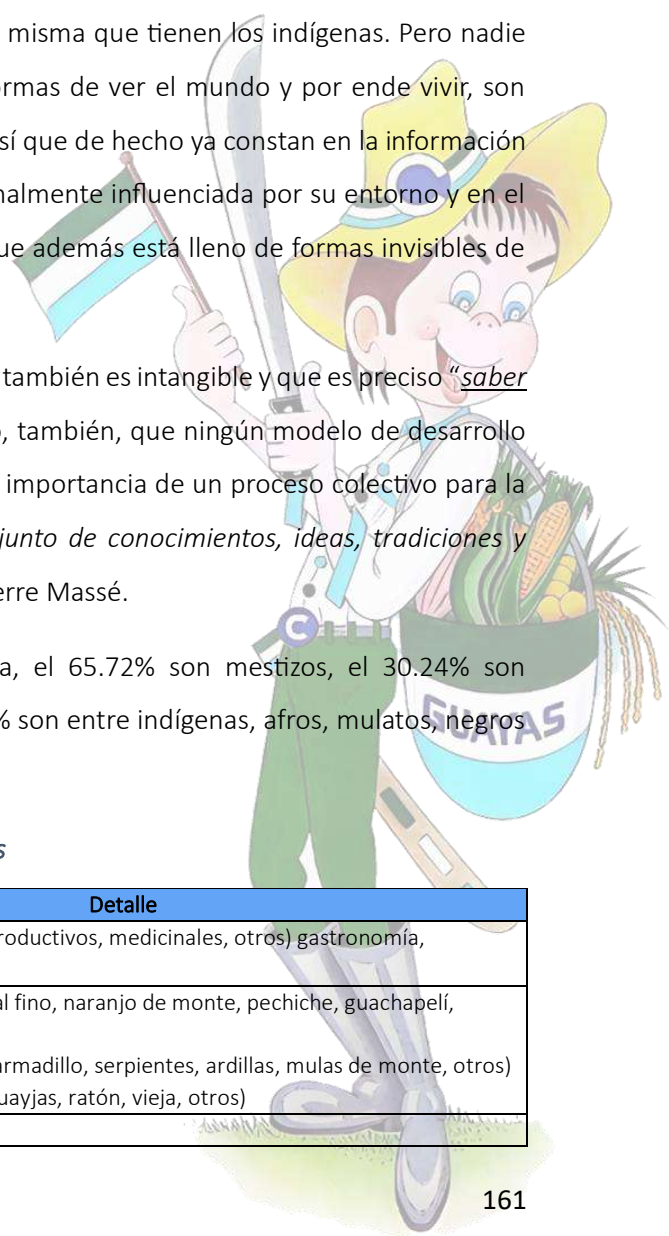 misma que tienen los indígenas. Pero nadie
ormas de ver el mundo y por ende vivir, son
sí que de hecho ya constan en la información
nalmente influenciada por su entorno y en el
ue además está lleno de formas invisibles de
también es intangible y que es preciso “saber
o, también, que ningún modelo de desarrollo
importancia de un proceso colectivo para la
junto de conocimientos, ideas, tradiciones y
erre Massé.
a, el 65.72% son mestizos, el 30.24% son
% son entre indígenas, afros, mulatos, negros
C
GUAYAS
s
Detalle
roductivos, medicinales, otros) gastronomía,
al fino, naranjo de monte, pechiche, guachapelí,
armadillo, serpientes, ardillas, mulas de monte, otros)
uayjas, ratón, vieja, otros)
161